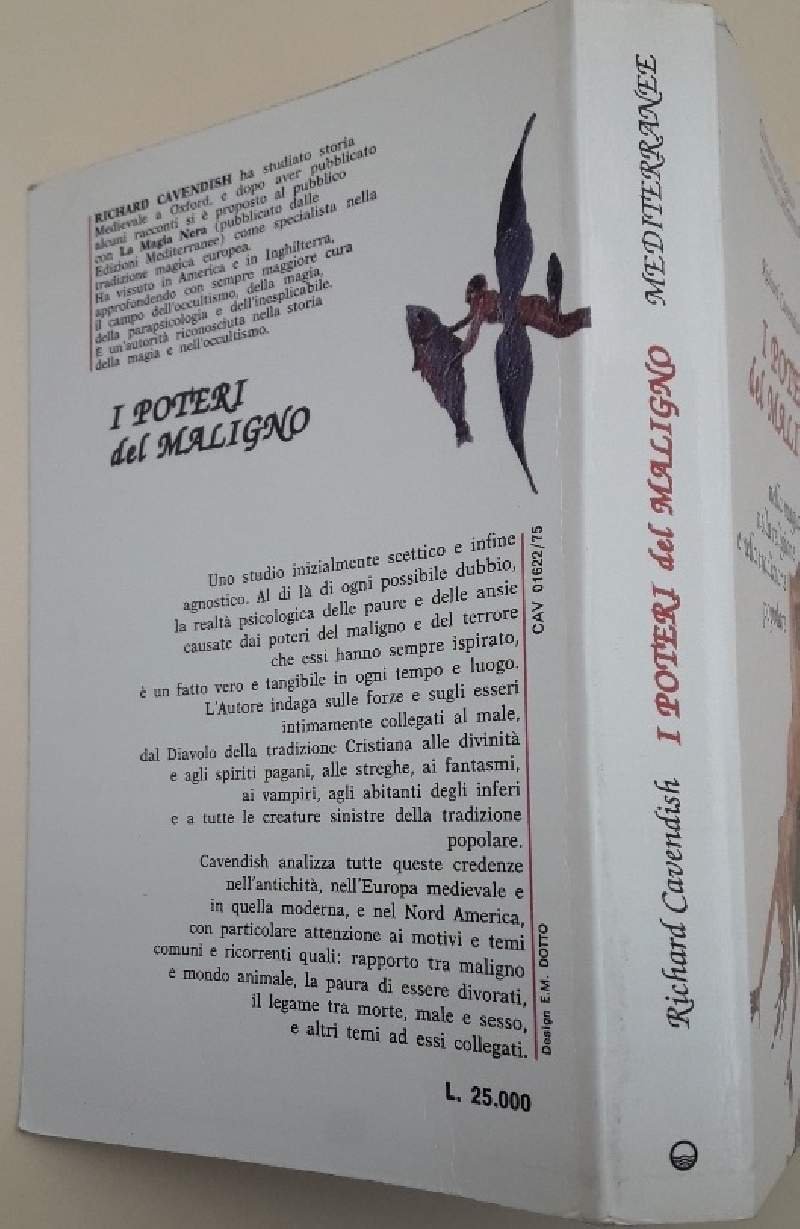 RICHARD CAVENDISH ha studiato storia
Medievale a Oxford, e dopo aver pubblicato
alcuni racconti si è proposto al pubblico
con La Magia Nera (pubblicato dalle
Edizioni Mediterranee) come specialista nella
tradizione magica europea.
Ha vissuto in America e in Inghilterra,
approfondendo con sempre maggiore cura
il campo dell'occultismo, della magia,
della parapsicologia e dell'inesplicabile.
È un'autorità riconosciuta nella storia
della magia e nell'occultismo.
I POTERI
del MALIGNO
Uno studio inizialmente scettico e infine
agnostico. Al di là di ogni possibile dubbio,
la realtà psicologica delle paure e delle ansie
causate dai poteri del maligno e del terrore
che essi hanno sempre ispirato,
è un fatto vero e tangibile in ogni tempo e luogo.
L'Autore indaga sulle forze e sugli esseri
intimamente collegati al male,
dal Diavolo della tradizione Cristiana alle divinità
e agli spiriti pagani, alle streghe, ai fantasmi,
ai vampiri, agli abitanti degli inferi
e a tutte le creature sinistre della tradizione
popolare.
Cavendish analizza tutte queste credenze
nell'antichità, nell'Europa medievale e
in quella moderna, e nel Nord America,
con particolare attenzione ai motivi e temi
comuni e ricorrenti quali: rapporto tra maligno
e mondo animale, la paura di essere divorati,
il legame tra morte, male e sesso,
e altri temi ad essi collegati.
L. 25.000
CAV 01622/75
Design E.M. DOTTO
Richard Cavendish I POTERI del MALIGNO MEDITERRANEE
Richard
I POTE
del MALI